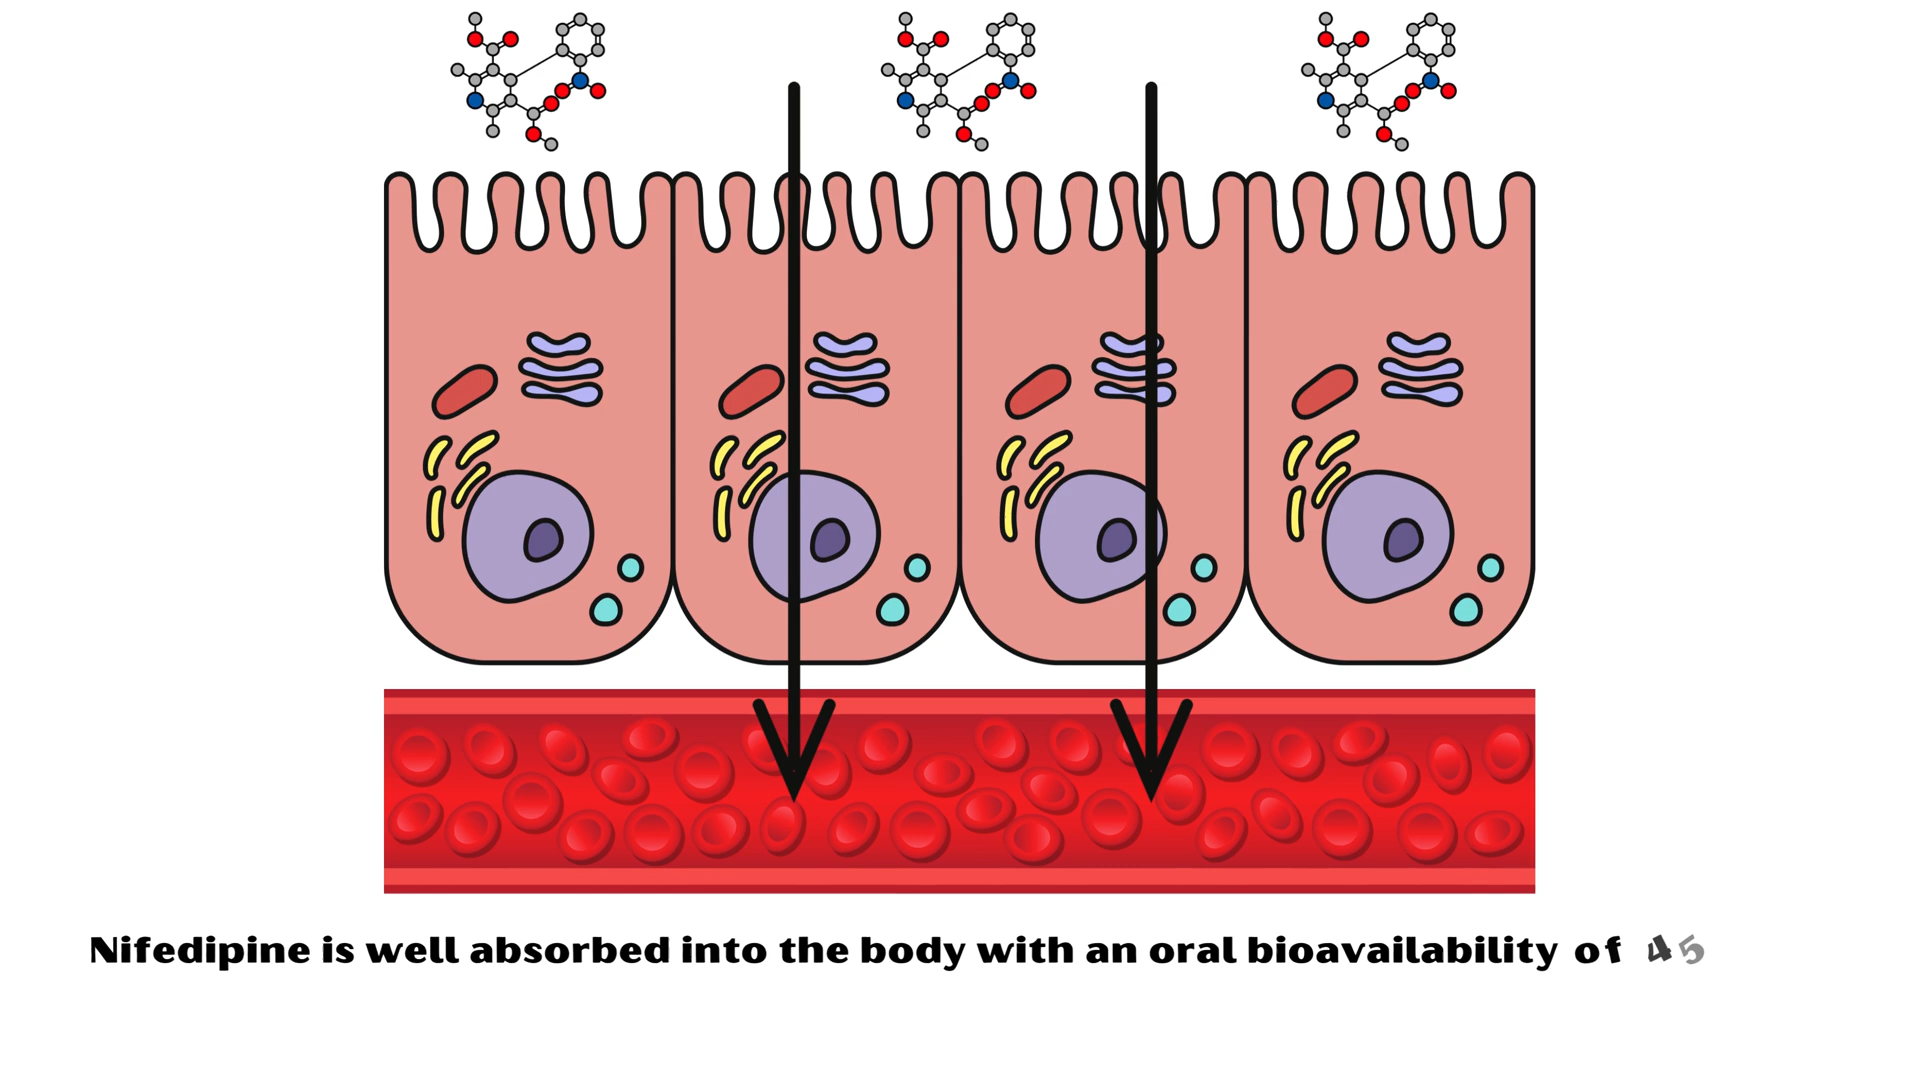 Nifedipine is well absorbed into the body with an oral bioavailability of 45